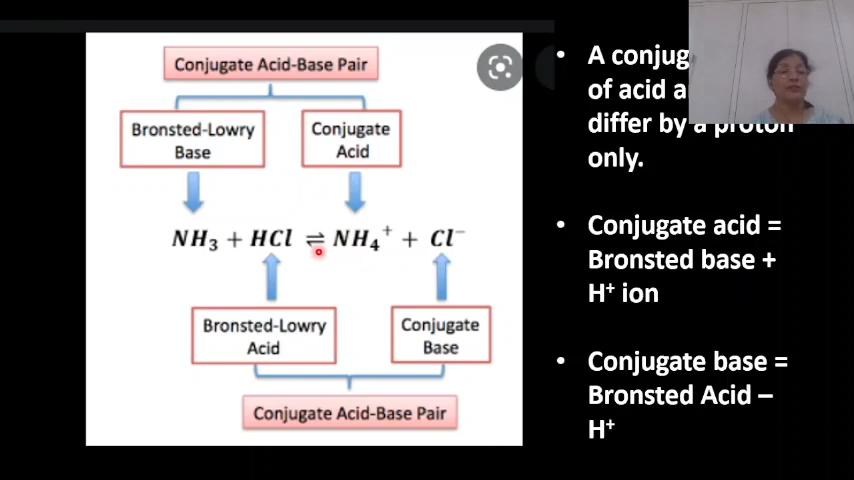 Conjugate Acid-Base Pair
Bronsted-Lowry
Base
Conjugate
Acid
NH₃ + HCl ⇌ NH₄⁺ + Cl⁻
Bronsted-Lowry
Acid
Conjugate
Base
Conjugate Acid-Base Pair
• A
of acid
differ by a proton
only.
• Conjugate acid =
Bronsted base +
H⁺ ion
• Conjugate base =
Bronsted Acid –
H⁺